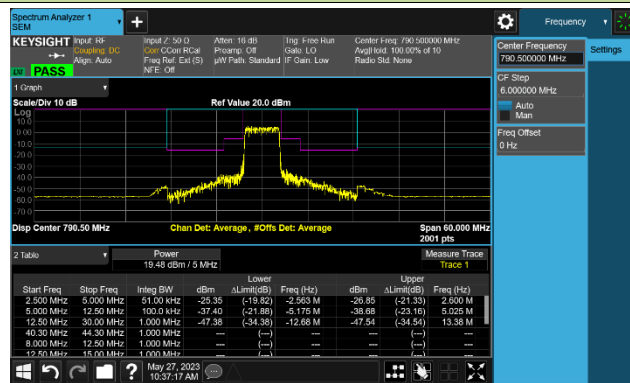 Spectrum Analyzer 1
SEM
+
Frequency
KEYSIGHT Input: RF Input Z: 50 Ω Atten: 16 dB Trig: Free Run Center Freq: 790.500000 MHz
Coupling: DC Corr CCorr RCal Preamp: Off Gate: LO Avg|Hold: 100.00% of 10
Align: Auto Freq Ref: Ext (S) µW Path: Standard IF Gain: Low Radio Std: None
NFE: Off
PASS
Center Frequency
790.500000 MHz
Settings
CF Step
6.000000 MHz
Auto
Man
Freq Offset
0 Hz
1 Graph
Scale/Div 10 dB Ref Value 20.0 dBm
Log
10.0
0.00
-10.0
-20.0
-30.0
-40.0
-50.0
-60.0
-70.0
Disp Center 790.50 MHz Chan Det: Average, #Offs Det: Average Span 60.000 MHz
2001 pts
2 Table Power Measure Trace
19.48 dBm / 5 MHz Trace 1
Lower Upper
Start Freq Stop Freq Integ BW dBm ΔLimit(dB) Freq (Hz) dBm ΔLimit(dB) Freq (Hz)
2.500 MHz 5.000 MHz 51.00 kHz -25.35 (-19.82) -2.563 M -26.85 (-21.33) 2.600 M
5.000 MHz 12.50 MHz 100.0 kHz -37.40 (-21.88) -5.175 M -38.68 (-23.16) 5.025 M
12.50 MHz 30.00 MHz 1.000 MHz -47.38 (-34.38) -12.68 M -47.54 (-34.54) 13.38 M
40.30 MHz 44.30 MHz 1.000 MHz --- (---) --- --- (---) ---
8.000 MHz 12.50 MHz 1.000 MHz --- (---) --- --- (---) ---
12.50 MHz 15.00 MHz 1.000 MHz --- (---) --- --- (---) ---
? May 27, 2023
10:37:17 AM